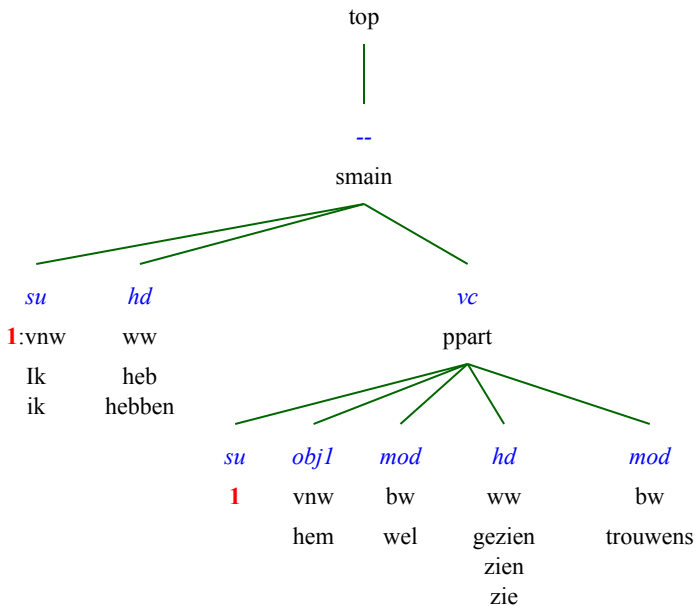 top
--
smain
su hd vc
1:vnw ww ppart
Ik heb
ik hebben
su obj1 mod hd mod
1 vnw bw ww bw
hem wel gezien trouwens
zien
zie